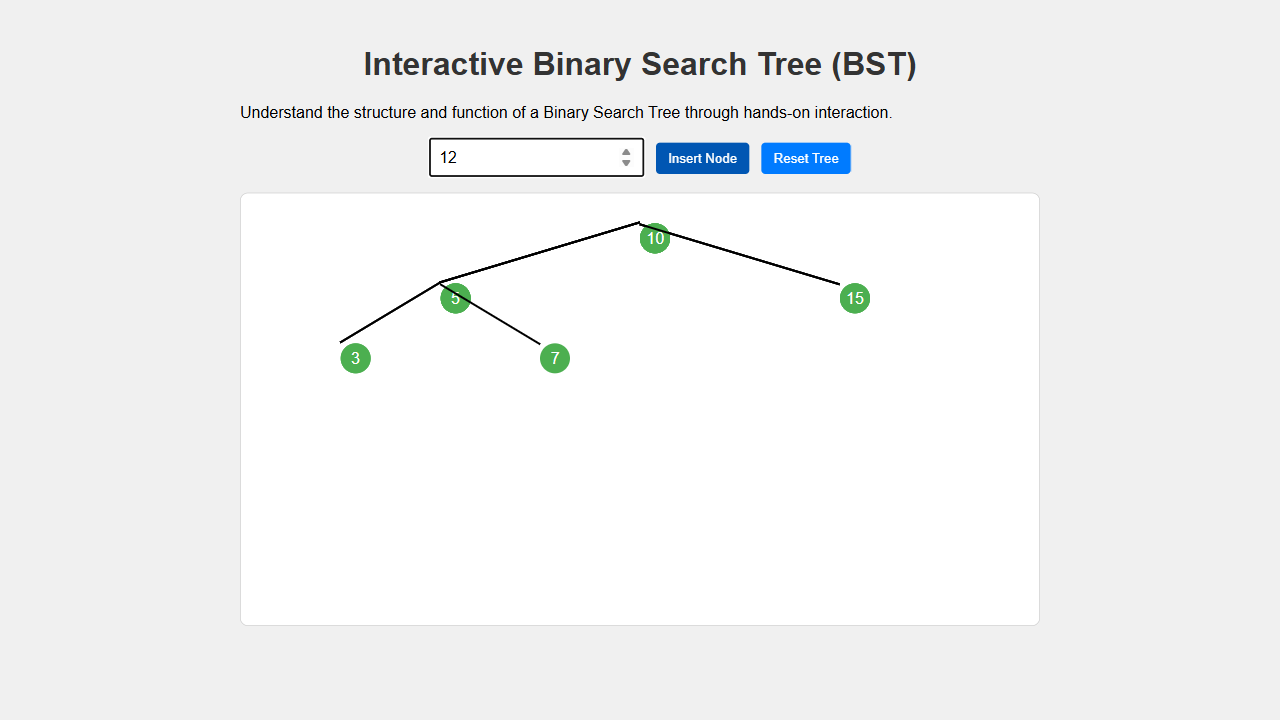 Interactive Binary Search Tree (BST)
Understand the structure and function of a Binary Search Tree through hands-on interaction.
12
Insert Node
Reset Tree
10
5
15
3
7